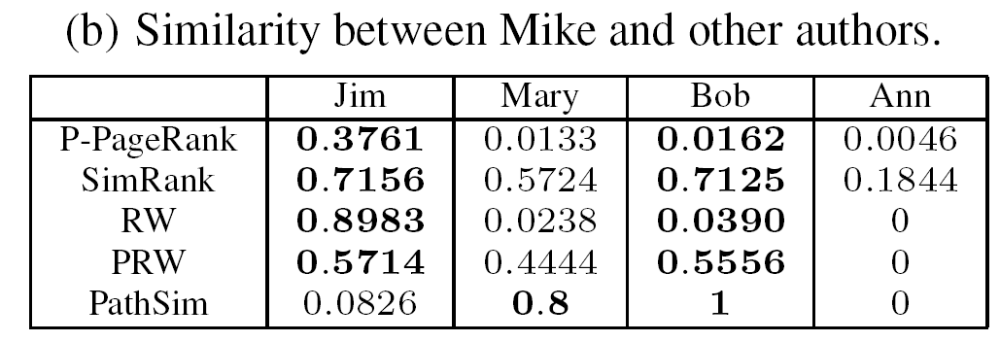 (b) Similarity between Mike and other authors.
Jim Mary Bob Ann
P-PageRank 0.3761 0.0133 0.0162 0.0046
SimRank 0.7156 0.5724 0.7125 0.1844
RW 0.8983 0.0238 0.0390 0
PRW 0.5714 0.4444 0.5556 0
PathSim 0.0826 0.8 1 0